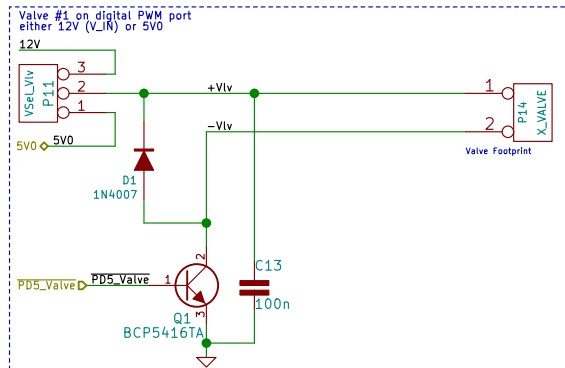 Valve #1 on digital PWM port
either 12V (V_IN) or 5V0
12V
VSel_Vlv
P11
3
2
1
5V0
5V0
+Vlv
-Vlv
1
2
P14
X_VALVE
Valve Footprint
D1
1N4007
PD5_Valve
PD5_Valve
1
2
3
Q1
BCP5416TA
C13
100n